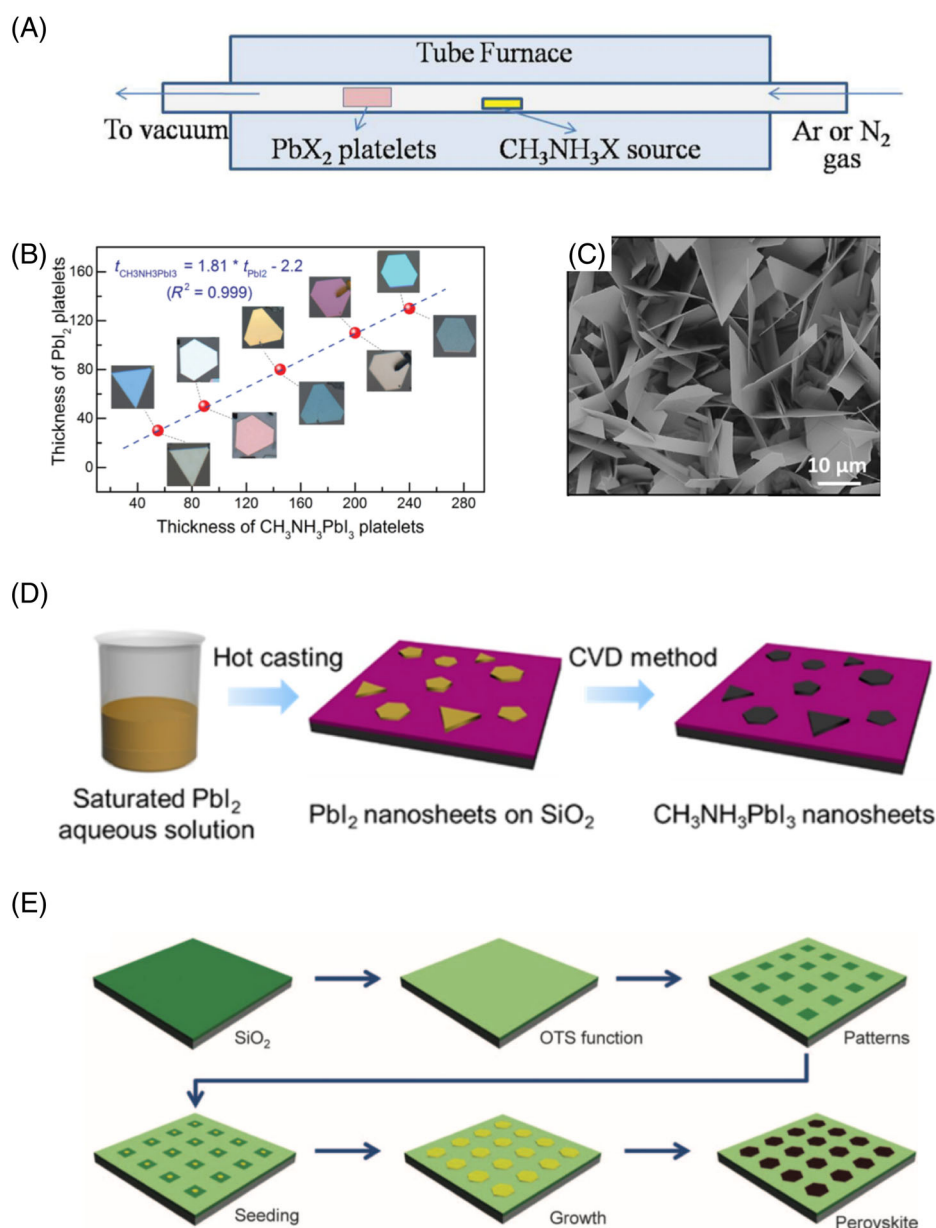 (A)
Tube Furnace
To vacuum
PbX₂ platelets
CH₃NH₃X source
Ar or N₂
gas
(B)
t_CH3NH3PbI3 = 1.81 * t_PbI2 - 2.2
(R² = 0.999)
Thickness of PbI₂ platelets
160
120
80
40
0
40
80
120
160
200
240
280
Thickness of CH₃NH₃PbI₃ platelets
(C)
10 µm
(D)
Hot casting
CVD method
Saturated PbI₂
aqueous solution
PbI₂ nanosheets on SiO₂
CH₃NH₃PbI₃ nanosheets
(E)
SiO₂
OTS function
Patterns
Seeding
Growth
Perovskite